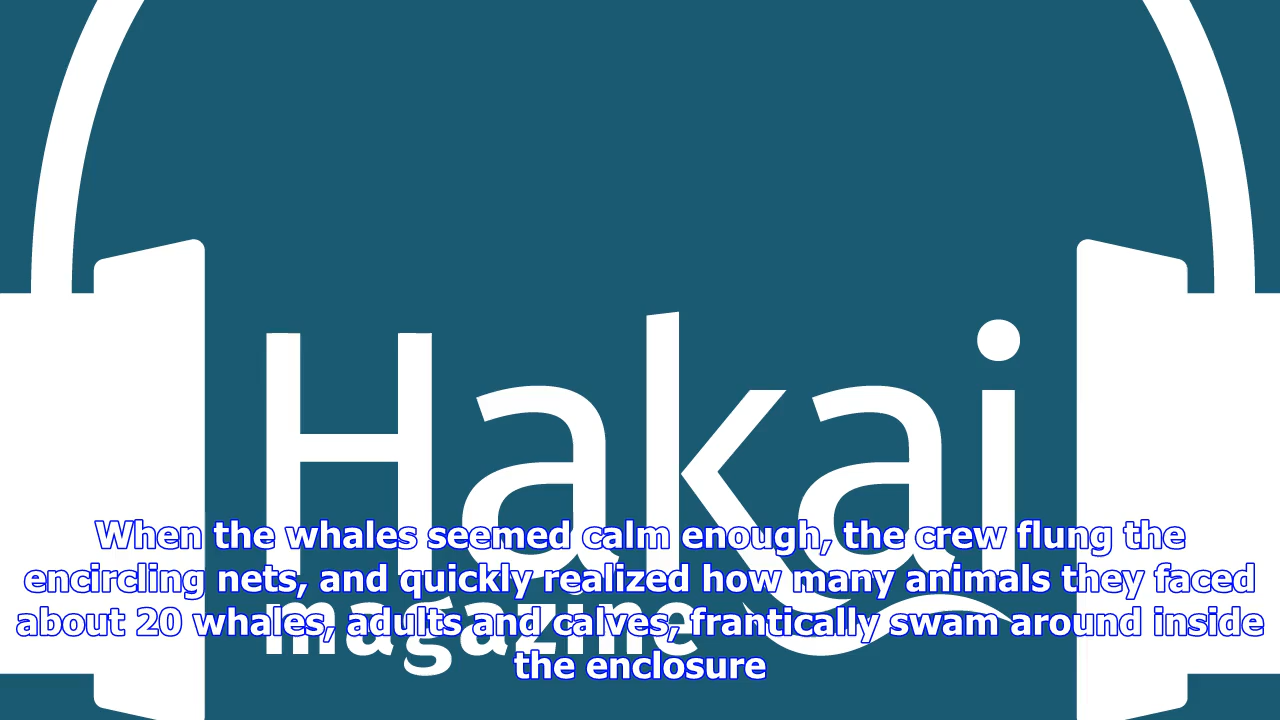 Hakai
magazine
When the whales seemed calm enough, the crew flung the
encircling nets, and quickly realized how many animals they faced
about 20 whales, adults and calves, frantically swam around inside
the enclosure